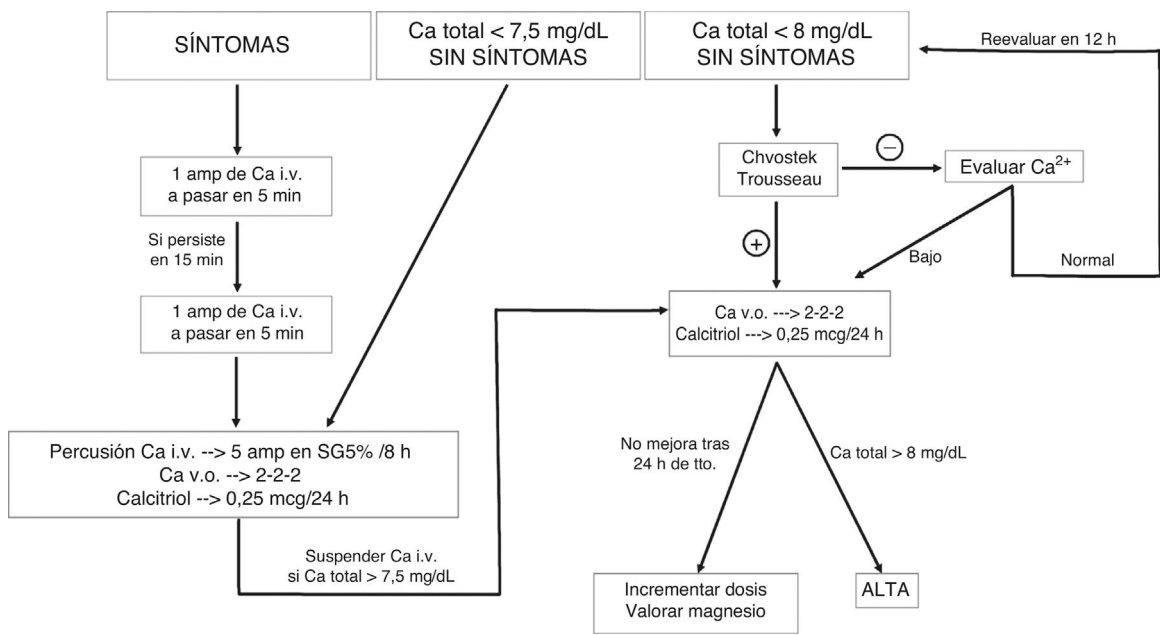 SÍNTOMAS
Ca total < 7,5 mg/dL
SIN SÍNTOMAS
Ca total < 8 mg/dL
SIN SÍNTOMAS
Reevaluar en 12 h
1 amp de Ca i.v.
a pasar en 5 min
Chvostek
Trousseau
−
Evaluar Ca²⁺
Si persiste
en 15 min
+
Bajo
Normal
1 amp de Ca i.v.
a pasar en 5 min
Ca v.o. ---> 2-2-2
Calcitriol ---> 0,25 mcg/24 h
Percusión Ca i.v. --> 5 amp en SG5% /8 h
Ca v.o. --> 2-2-2
Calcitriol --> 0,25 mcg/24 h
No mejora tras
24 h de tto.
Ca total > 8 mg/dL
Suspender Ca i.v.
si Ca total > 7,5 mg/dL
Incrementar dosis
Valorar magnesio
ALTA